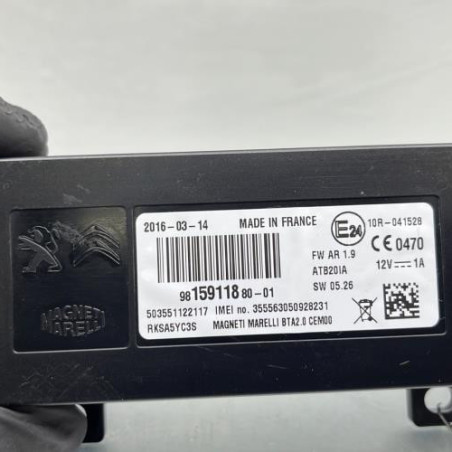 2016-03-14 MADE IN FRANCE
E24 10R-041528
FW AR 1.9
CE 0470
ATB20IA
12V 1A
98 159118 80-01
SW 05.26
503551122117 IMEI no. 355563050928231
RKSA5YC3S MAGNETI MARELLI BTA2.0 CEM00
MAGNETI
MARELLI